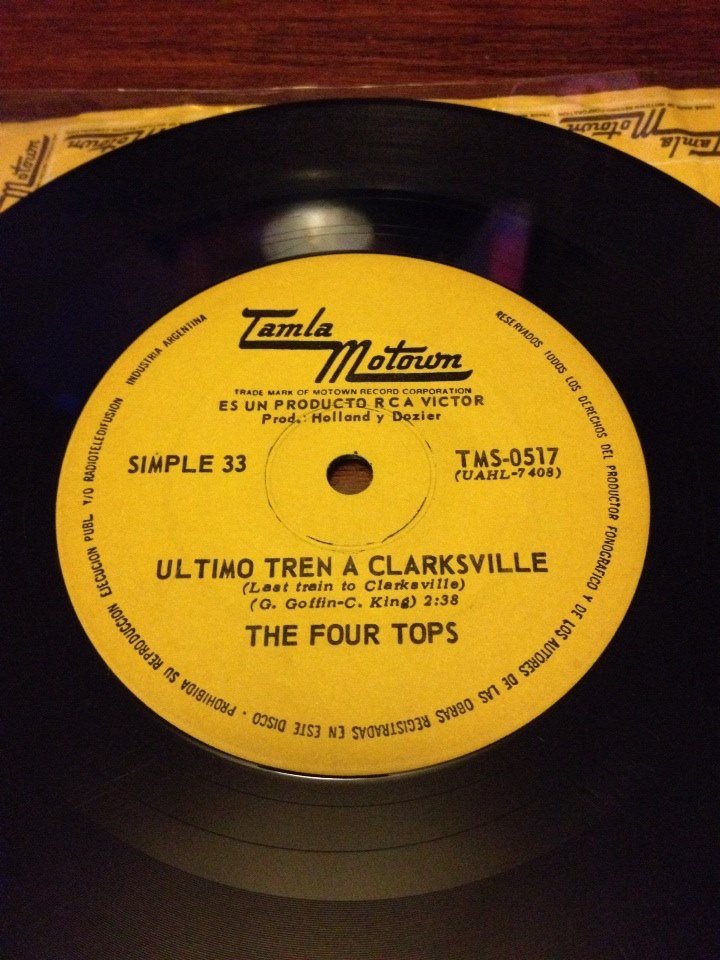 Tamla
Motown
TRADE MARK OF MOTOWN RECORD CORPORATION
ES UN PRODUCTO R C A VICTOR
Prod.: Holland y Dozier
SIMPLE 33
TMS-0517
(UAHL-7408)
ULTIMO TREN A CLARKSVILLE
(Last train to Clarksville)
(G. Goffin-C. King) 2:38
THE FOUR TOPS
INDUSTRIA ARGENTINA
RESERVADOS TODOS LOS DERECHOS DEL PRODUCTOR FONOGRAFICO Y DE LOS AUTORES DE LAS OBRAS REGISTRADAS EN ESTE DISCO - PROHIBIDA SU REPRODUCCION EJECUCION PUBL. Y/O RADIOTELEDIFUSION
Motown
Tamla
Motown